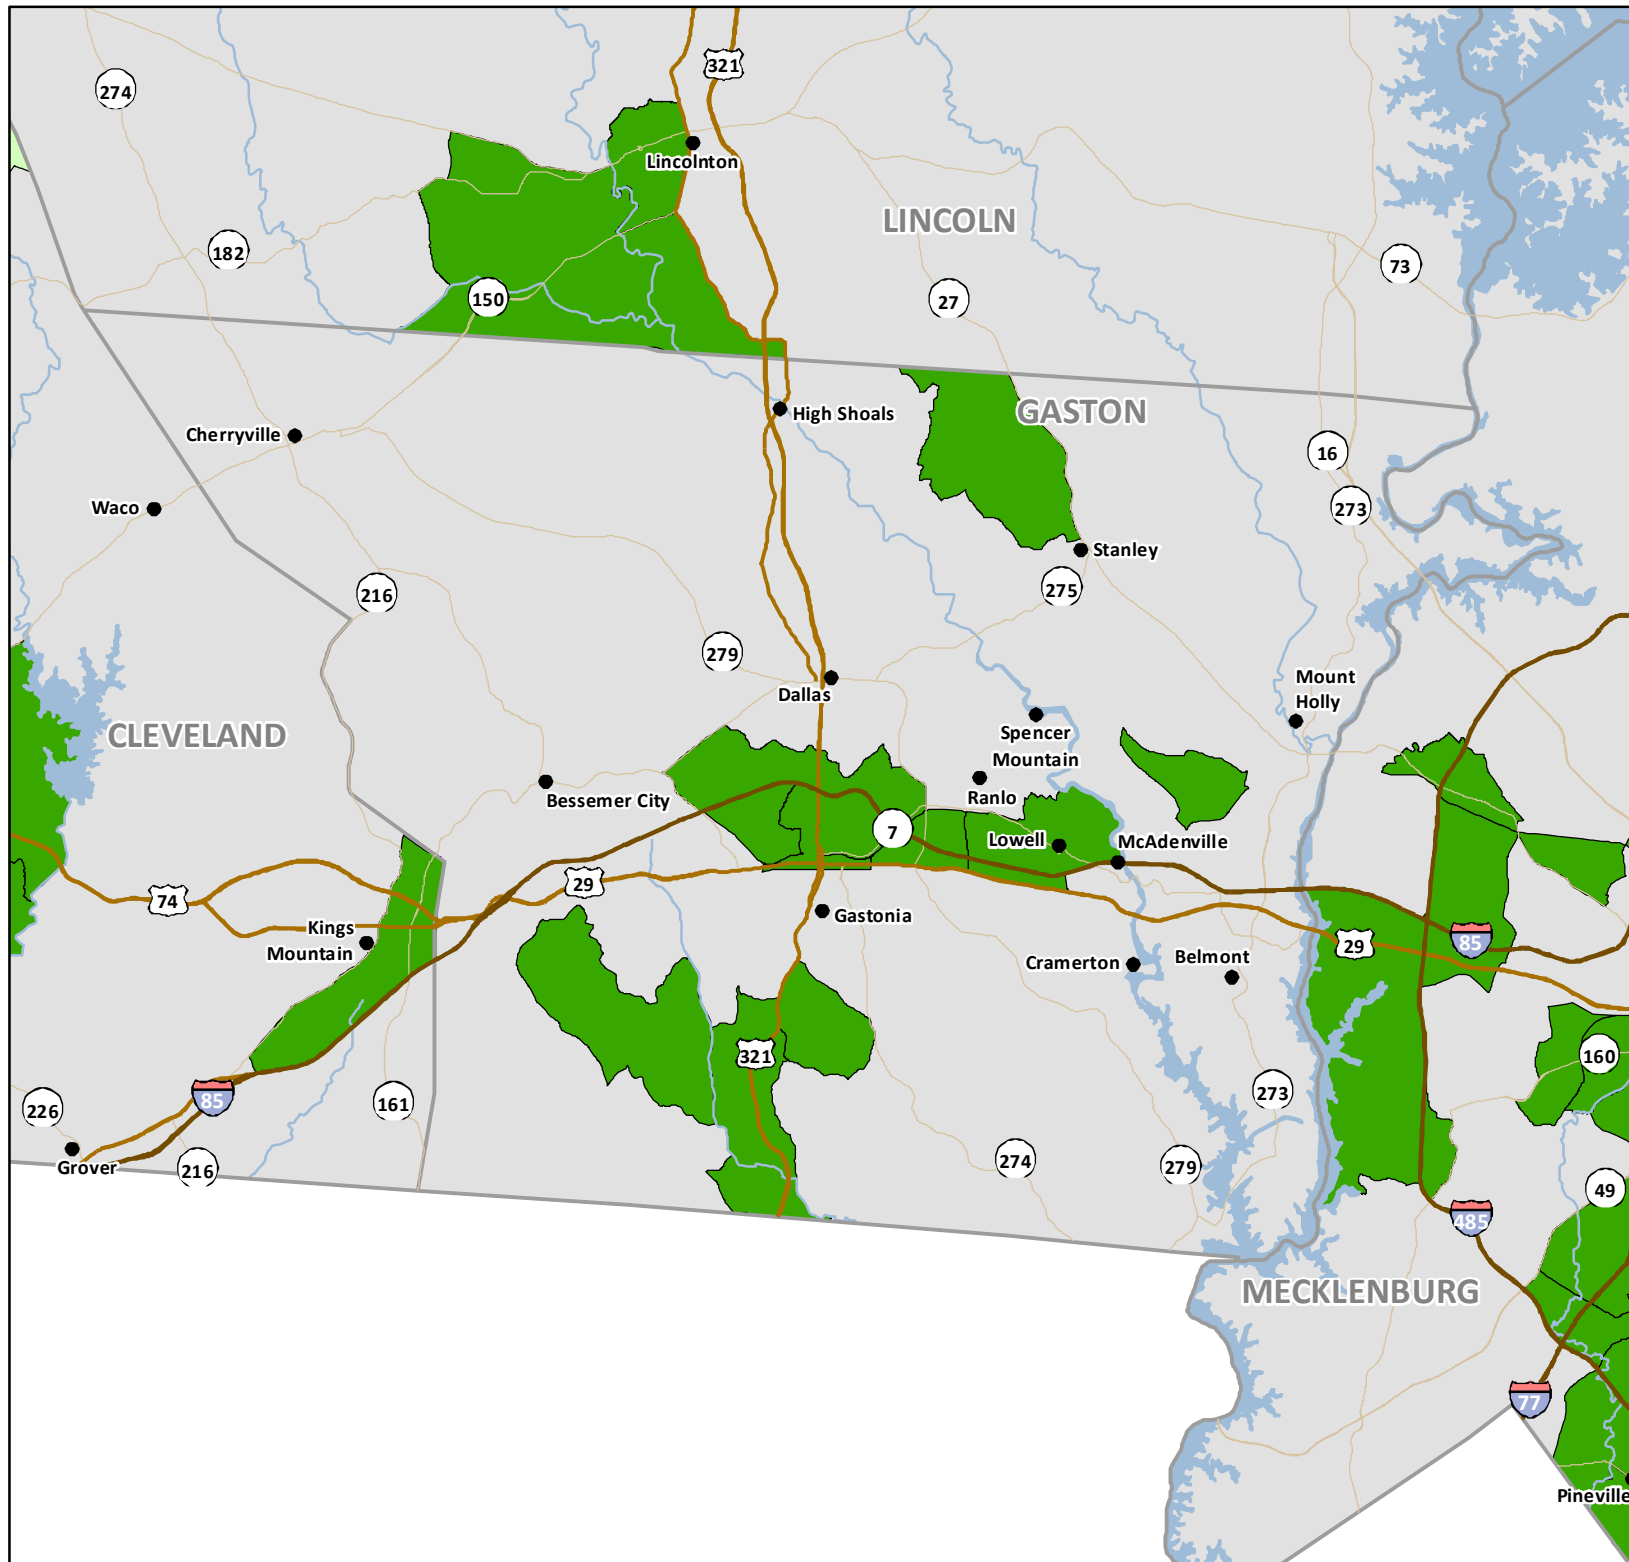 321
274
Lincolnton
LINCOLN
182
73
150
27
High Shoals
GASTON
Cherryville
16
Waco
273
Stanley
216
275
279
Mount
Holly
Dallas
CLEVELAND
Spencer
Mountain
Ranlo
Bessemer City
7
Lowell
McAdenville
29
74
Gastonia
Kings
Mountain
29
85
Cramerton
Belmont
321
160
85
273
226
161
Grover
216
274
279
49
485
MECKLENBURG
77
Pineville